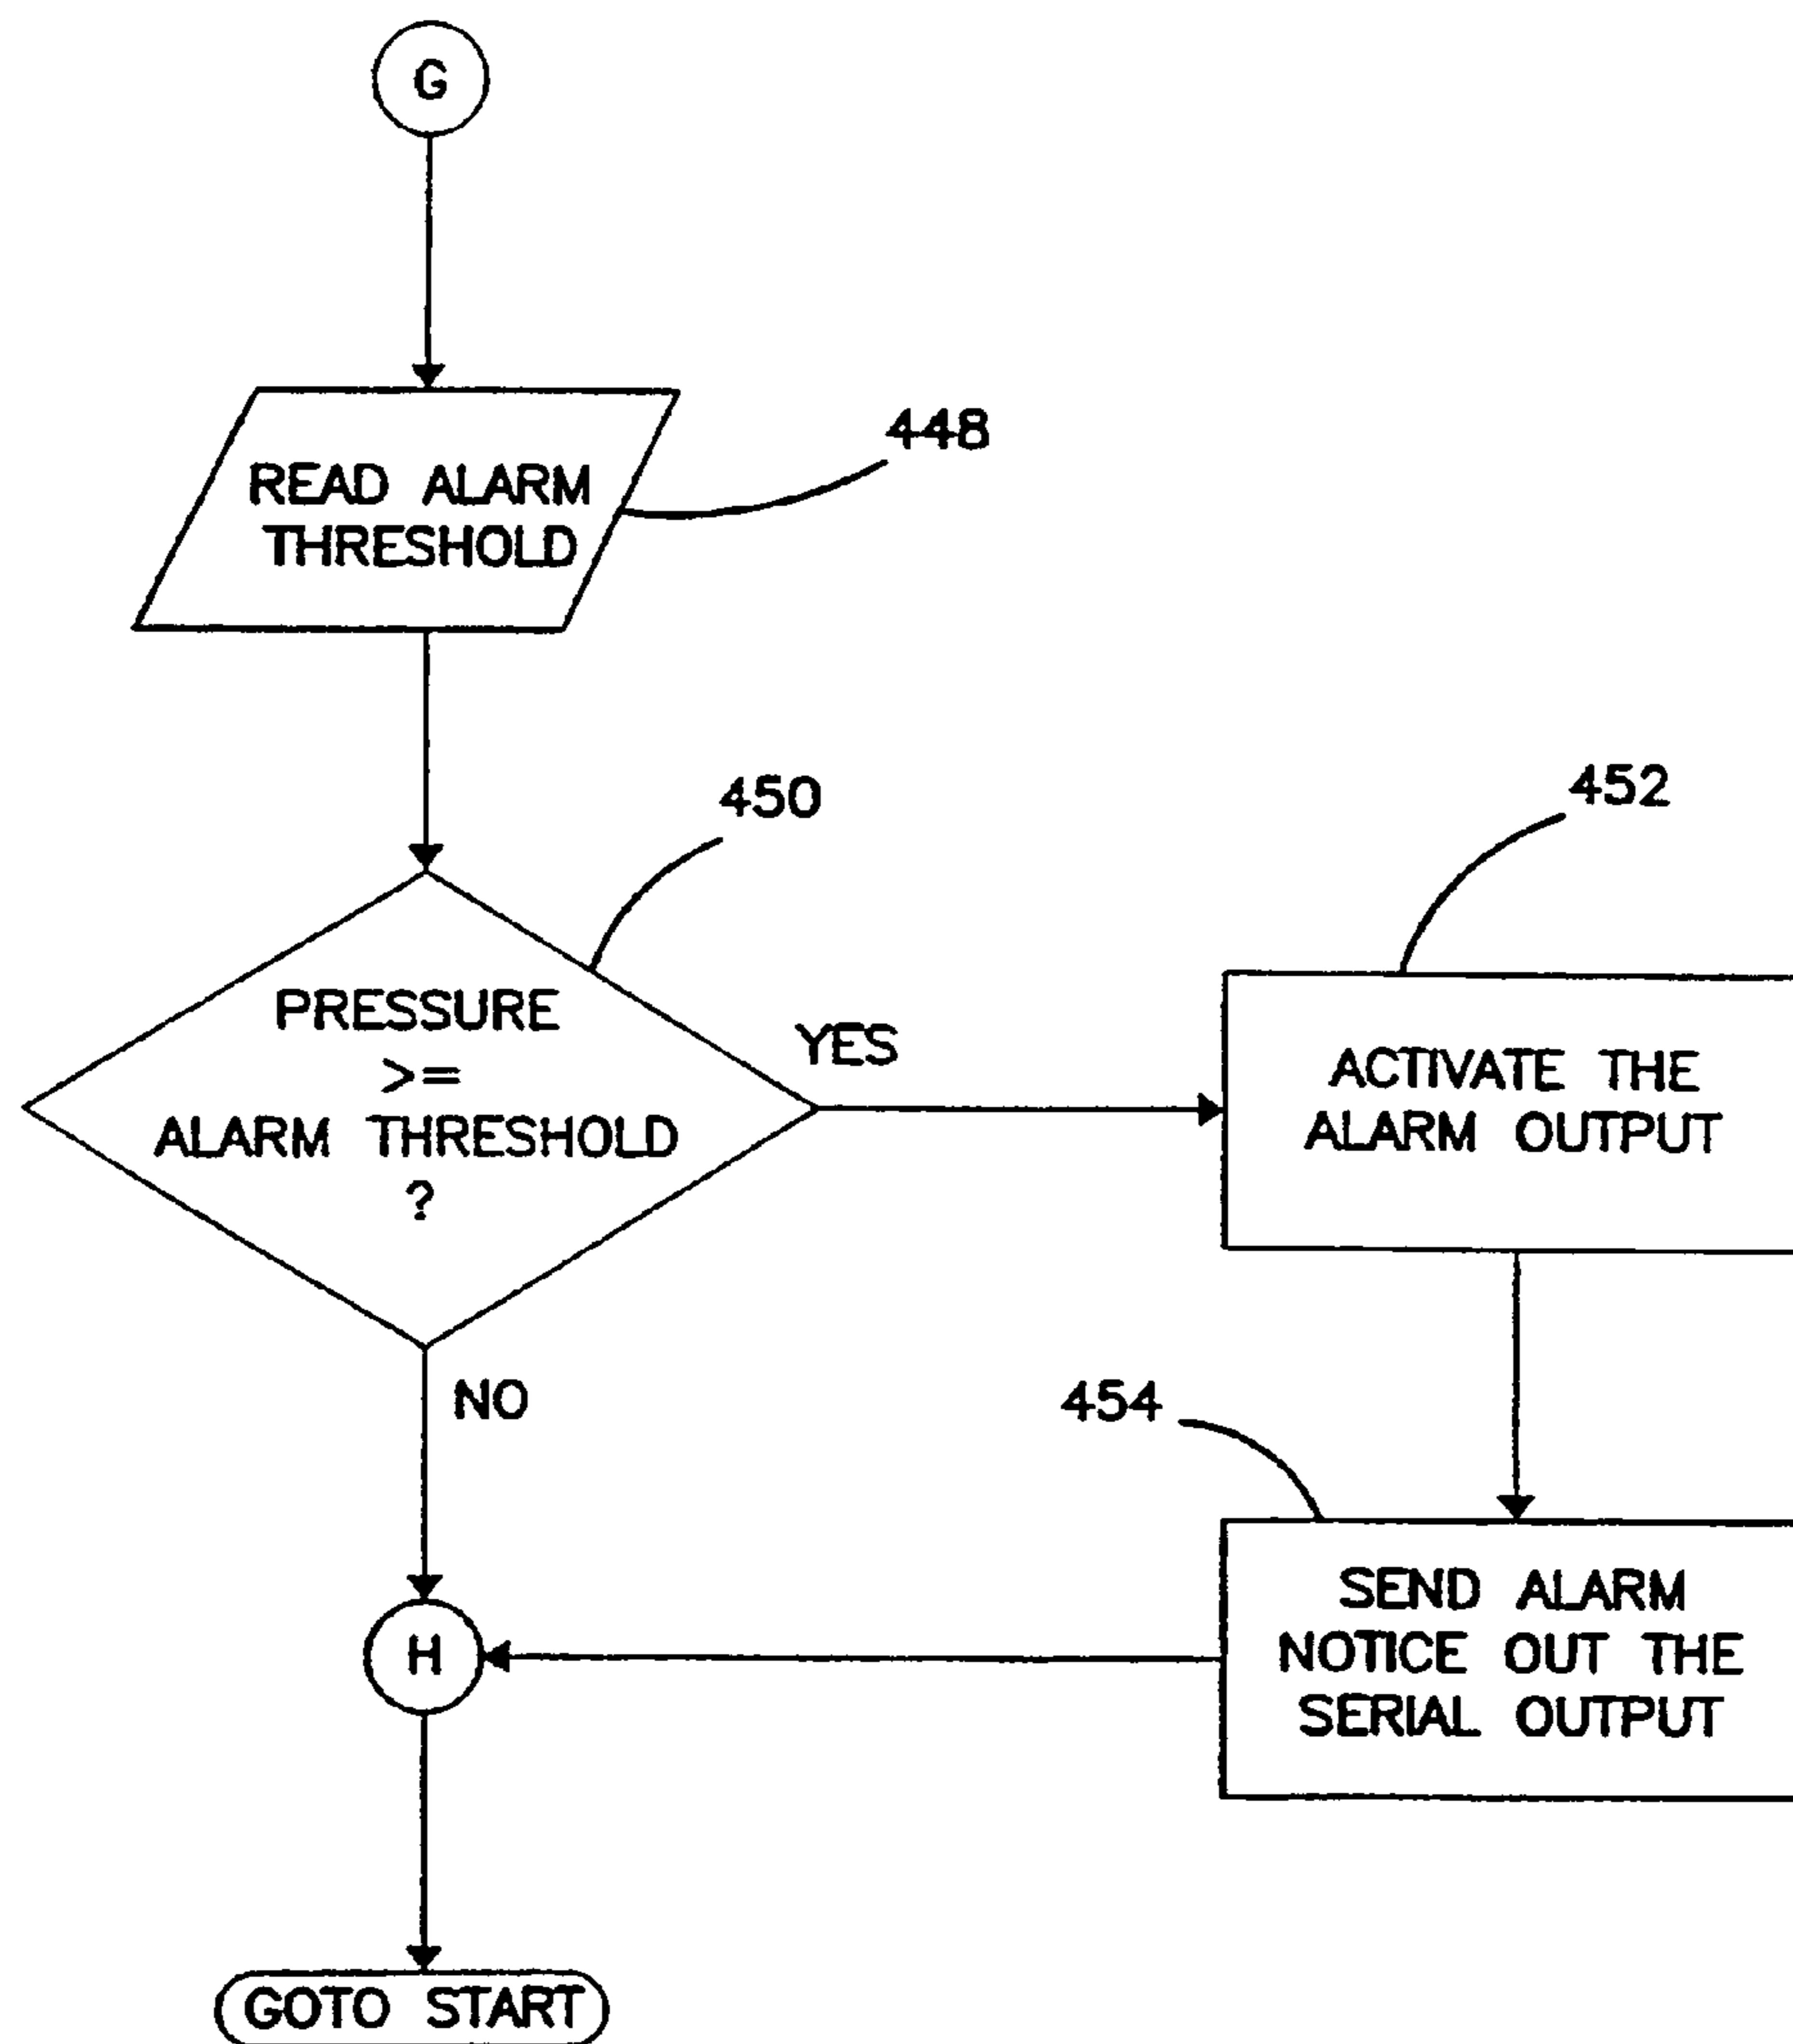 G
READ ALARM
THRESHOLD
448
450
PRESSURE
>=
ALARM THRESHOLD
?
YES
452
ACTIVATE THE
ALARM OUTPUT
NO
454
SEND ALARM
NOTICE OUT THE
SERIAL OUTPUT
H
GOTO START